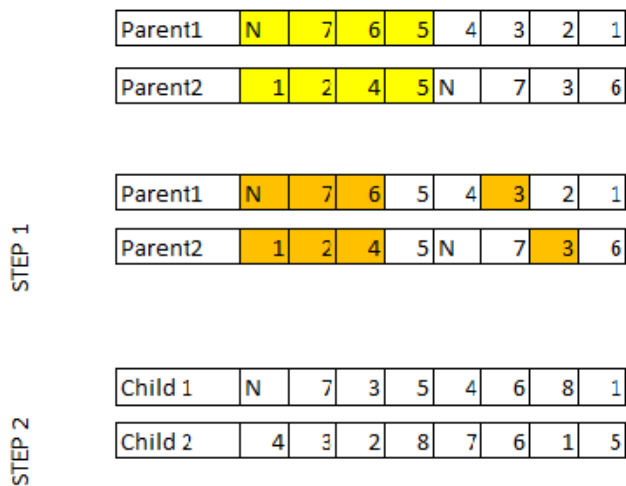 Parent1 N 7 6 5 4 3 2 1
Parent2 1 2 4 5 N 7 3 6
STEP 1
Parent1 N 7 6 5 4 3 2 1
Parent2 1 2 4 5 N 7 3 6
STEP 2
Child 1 N 7 3 5 4 6 8 1
Child 2 4 3 2 8 7 6 1 5